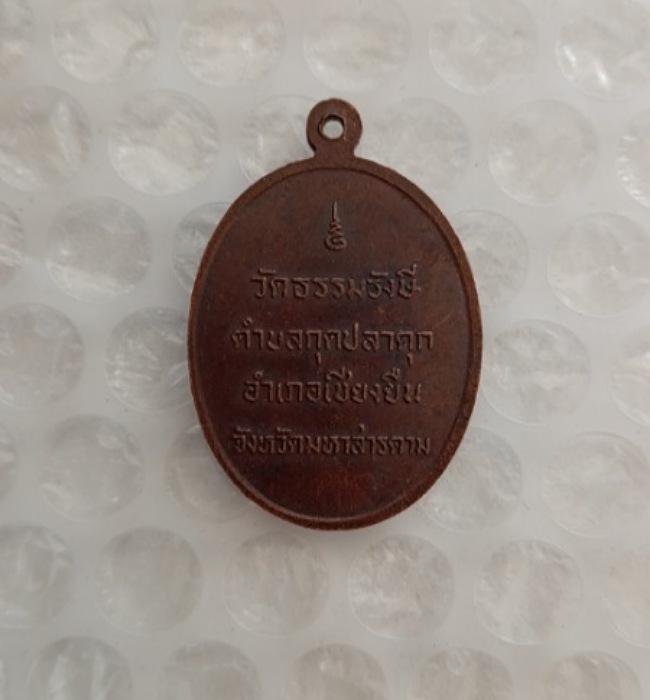 วัดธรรมรังษี
ตำบลกุดปลาดุก
อำเภอเชียงยืน
จังหวัดมหาสารคาม